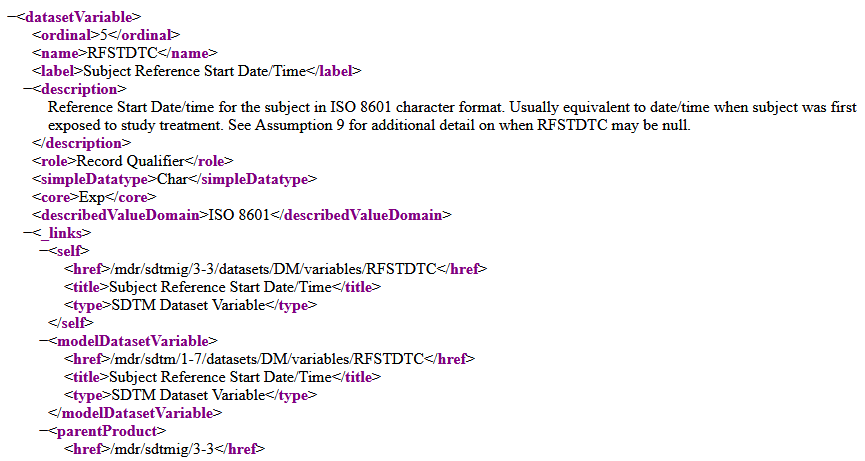 —<datasetVariable>
<ordinal>5</ordinal>
<name>RFSTDTC</name>
<label>Subject Reference Start Date/Time</label>
—<description>
Reference Start Date/time for the subject in ISO 8601 character format. Usually equivalent to date/time when subject was first
exposed to study treatment. See Assumption 9 for additional detail on when RFSTDTC may be null.
</description>
<role>Record Qualifier</role>
<simpleDatatype>Char</simpleDatatype>
<core>Exp</core>
<describedValueDomain>ISO 8601</describedValueDomain>
—<_links>
—<self>
<href>/mdr/sdtmig/3-3/datasets/DM/variables/RFSTDTC</href>
<title>Subject Reference Start Date/Time</title>
<type>SDTM Dataset Variable</type>
</self>
—<modelDatasetVariable>
<href>/mdr/sdtm/1-7/datasets/DM/variables/RFSTDTC</href>
<title>Subject Reference Start Date/Time</title>
<type>SDTM Dataset Variable</type>
</modelDatasetVariable>
—<parentProduct>
<href>/mdr/sdtmig/3-3</href>